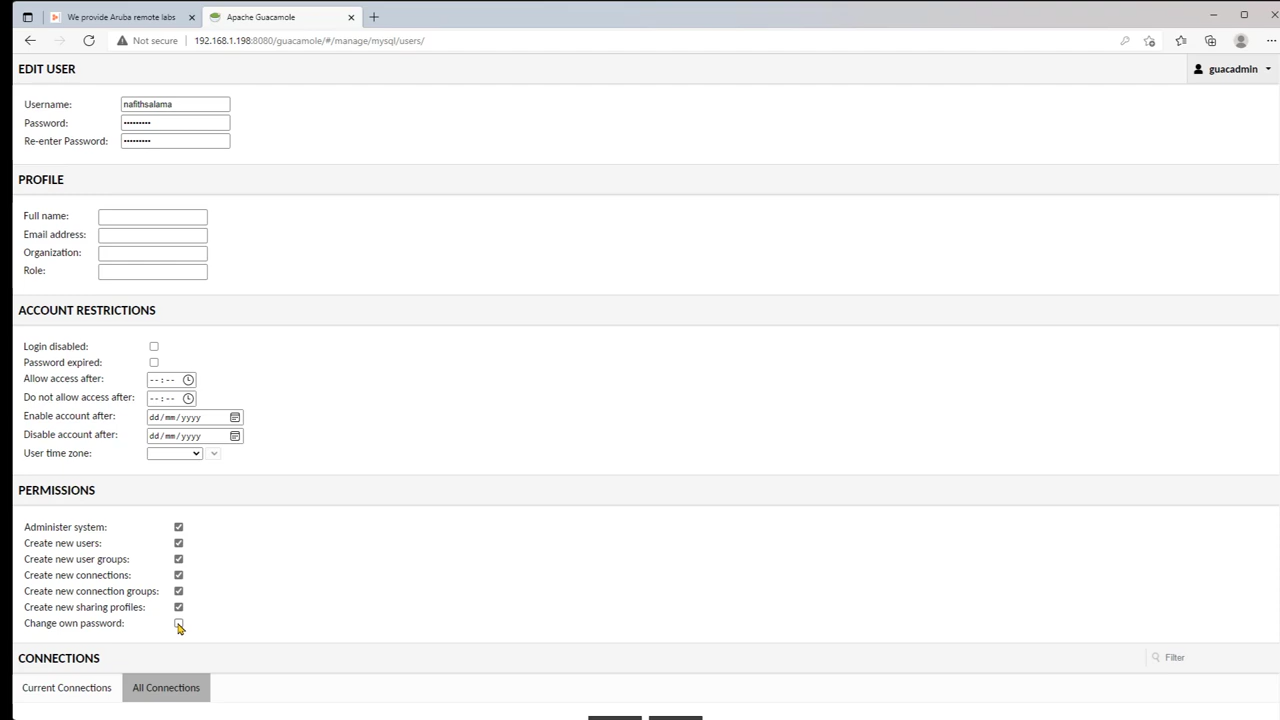 We provide Aruba remote labs
Apache Guacamole
Not secure
192.168.1.198:8080/guacamole/#/manage/mysql/users/
EDIT USER
guacadmin
Username: nafithsalama
Password: •••••••••
Re-enter Password: •••••••••
PROFILE
Full name:
Email address:
Organization:
Role:
ACCOUNT RESTRICTIONS
Login disabled:
Password expired:
Allow access after: --:--
Do not allow access after: --:--
Enable account after: dd/mm/yyyy
Disable account after: dd/mm/yyyy
User time zone:
PERMISSIONS
Administer system:
Create new users:
Create new user groups:
Create new connections:
Create new connection groups:
Create new sharing profiles:
Change own password:
CONNECTIONS
Filter
Current Connections
All Connections